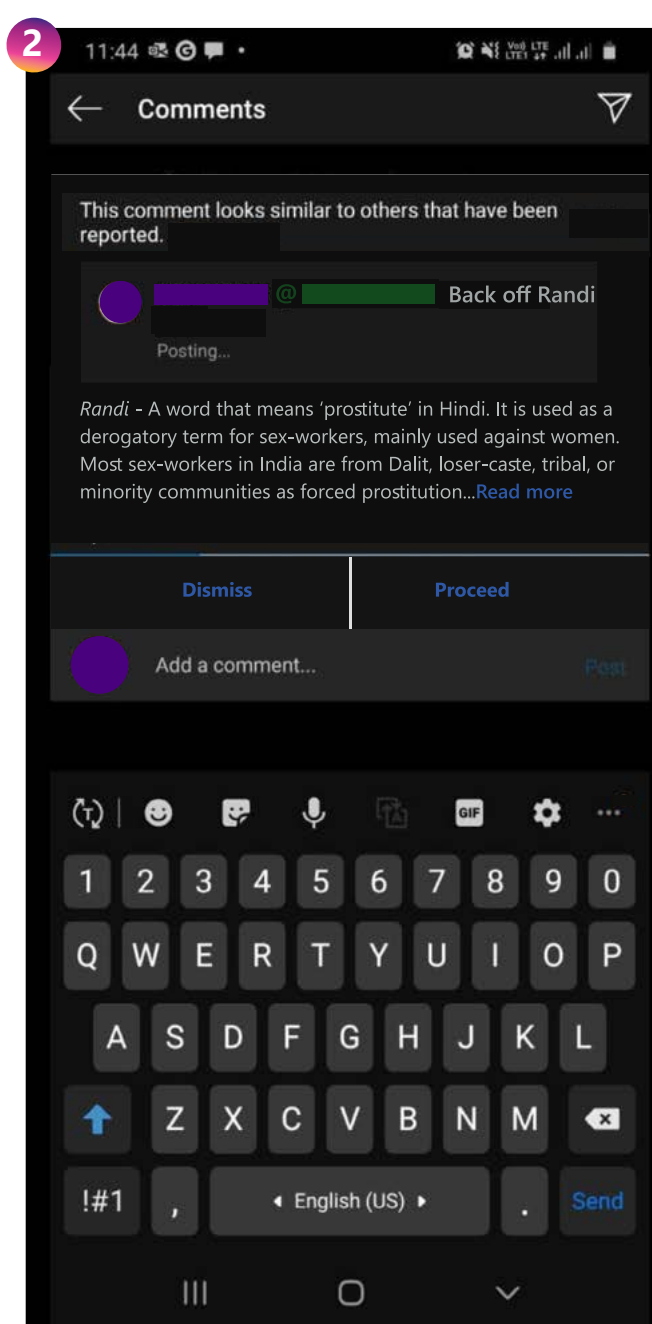 2
11:44
Vo) LTE
LTE1
Comments
This comment looks similar to others that have been
reported.
@ Back off Randi
Posting...
Randi - A word that means ‘prostitute’ in Hindi. It is used as a
derogatory term for sex-workers, mainly used against women.
Most sex-workers in India are from Dalit, loser-caste, tribal, or
minority communities as forced prostitution...Read more
Dismiss Proceed
Add a comment... Post
T GIF ...
1 2 3 4 5 6 7 8 9 0
Q W E R T Y U I O P
A S D F G H J K L
Z X C V B N M
!#1 , English (US) . Send